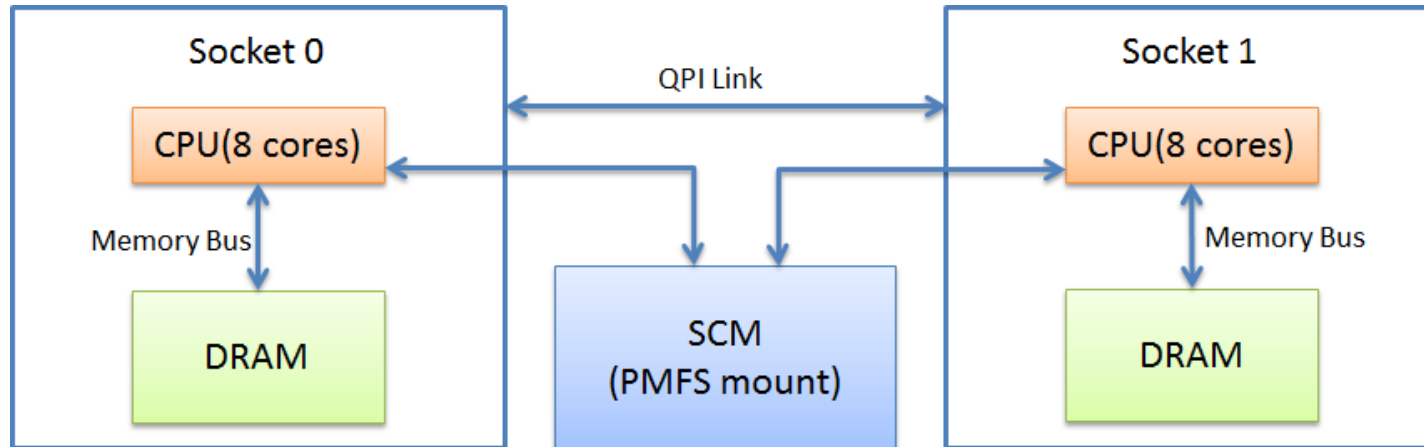 Socket 0
Socket 1
QPI Link
CPU(8 cores)
CPU(8 cores)
Memory Bus
Memory Bus
DRAM
SCM
(PMFS mount)
DRAM